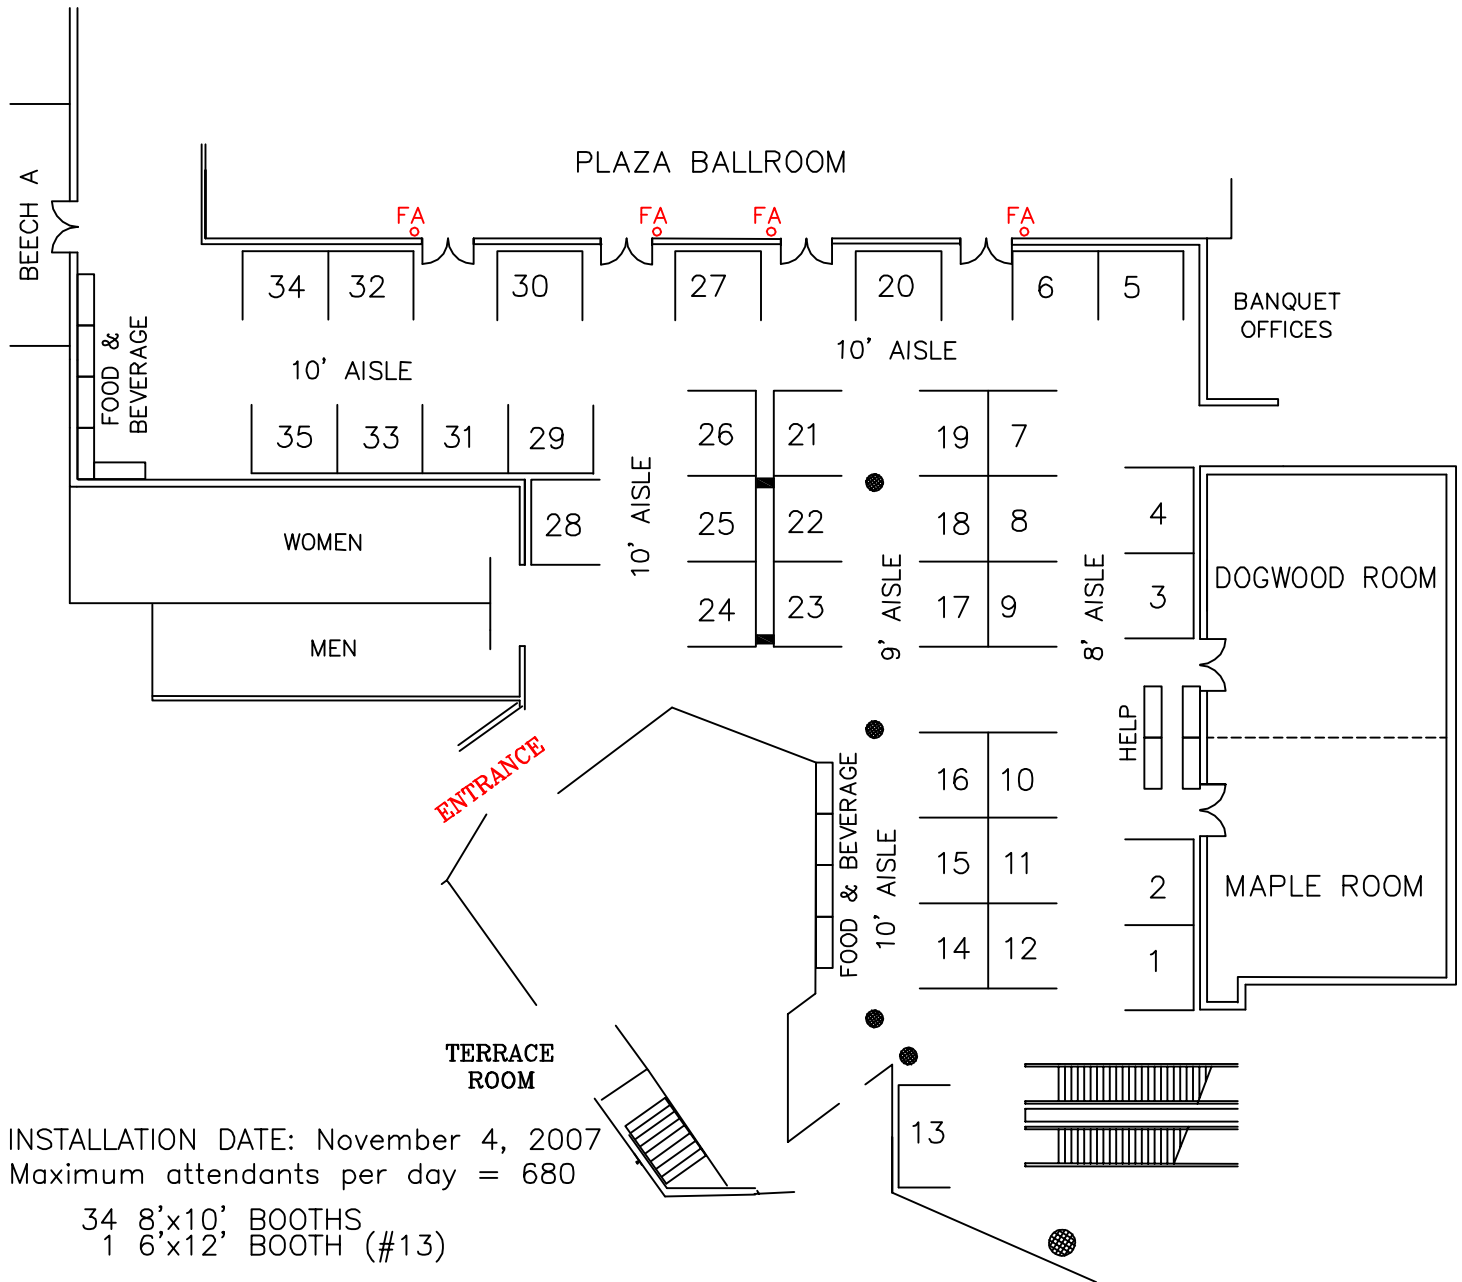 PLAZA BALLROOM
BEECH A
FA
FA
FA
FA
34
32
30
27
20
6
5
BANQUET
OFFICES
FOOD &
BEVERAGE
10' AISLE
10' AISLE
35
33
31
29
26
21
19
7
10' AISLE
28
25
22
18
8
4
WOMEN
24
23
17
9
3
9' AISLE
8' AISLE
DOGWOOD ROOM
MEN
ENTRANCE
HELP
FOOD & BEVERAGE
10' AISLE
16
10
15
11
2
MAPLE ROOM
14
12
1
TERRACE
ROOM
13
INSTALLATION DATE: November 4, 2007
Maximum attendants per day = 680
34 8'x10' BOOTHS
1 6'x12' BOOTH (#13)